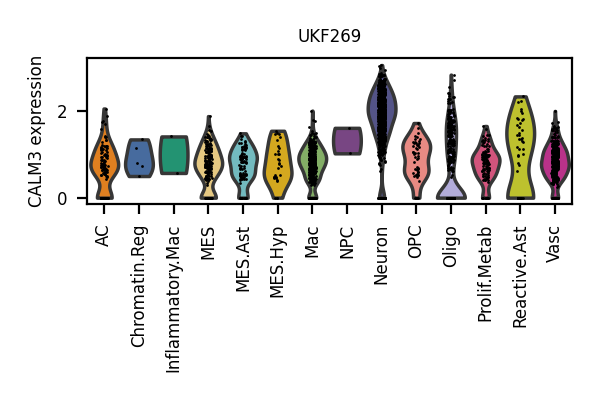 UKF269
CALM3 expression
2
0
AC
Chromatin.Reg
Inflammatory.Mac
MES
MES.Ast
MES.Hyp
Mac
NPC
Neuron
OPC
Oligo
Prolif.Metab
Reactive.Ast
Vasc